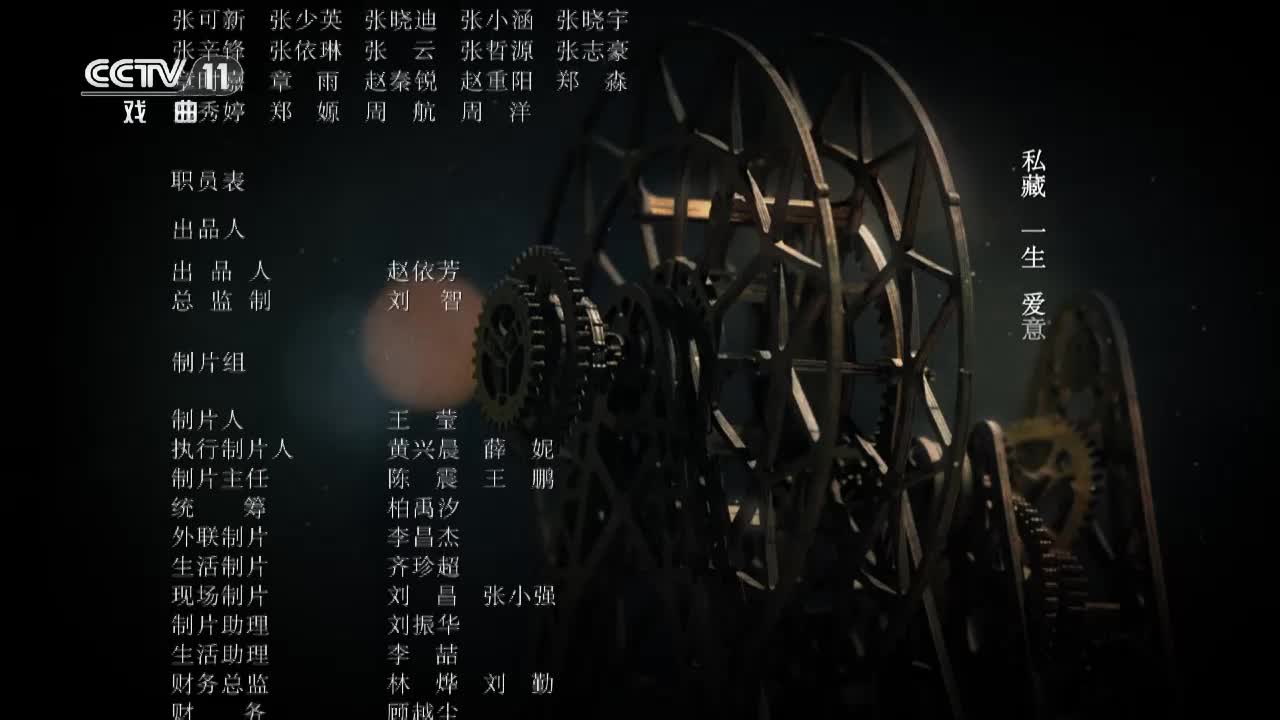 张可新 张少英 张晓迪 张小涵 张晓宇
张辛锋 张依琳 张 云 张哲源 张志豪
嘉 章 雨 赵秦锐 赵重阳 郑 淼
秀婷 郑 嫄 周 航 周 洋
CCTV 11
戏曲
职员表
出品人
出品人 赵依芳
总监制 刘 智
制片组
制片人 王 莹
执行制片人 黄兴晨 薛 妮
制片主任 陈 震 王 鹏
统 筹 柏禹汐
外联制片 李昌杰
生活制片 齐珍超
现场制片 刘 昌 张小强
制片助理 刘振华
生活助理 李 喆
财务总监 林 烨 刘 勤
财 务 顾越尘
私藏 一生 爱意